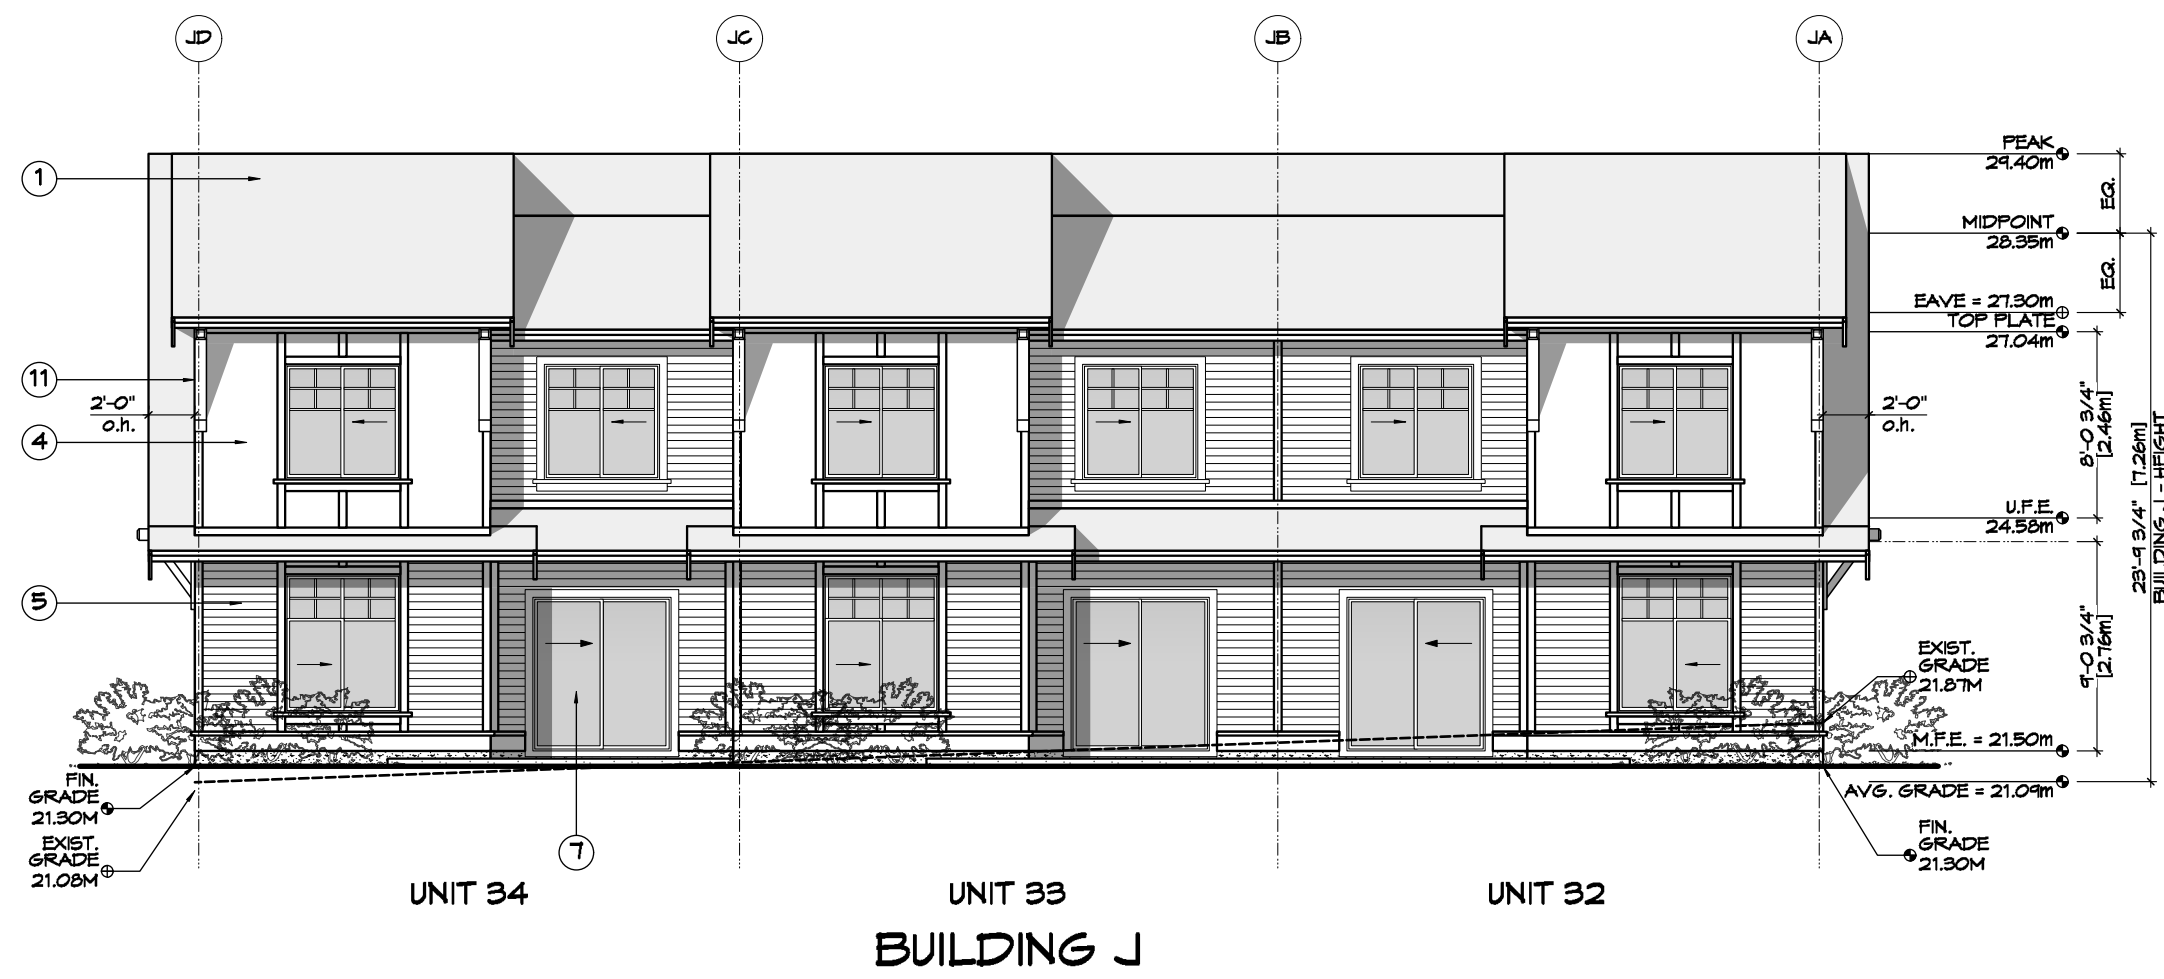 JD
JC
JB
JA
PEAK
29.40m
1
EQ.
MIDPOINT
28.35m
EQ.
EAVE = 27.30m
TOP PLATE
27.04m
11
2'-0"
o.h.
2'-0"
o.h.
4
8'-0 3/4"
[2.46m]
U.F.E.
24.58m
23'-9 3/4" [7.26m]
BUILDING J - HEIGHT
5
9'-0 3/4"
[2.76m]
EXIST.
GRADE
21.87M
M.F.E. = 21.50m
AVG. GRADE = 21.09m
FIN.
GRADE
21.30M
EXIST.
GRADE
21.08M
7
FIN.
GRADE
21.30M
UNIT 34
UNIT 33
UNIT 32
BUILDING J